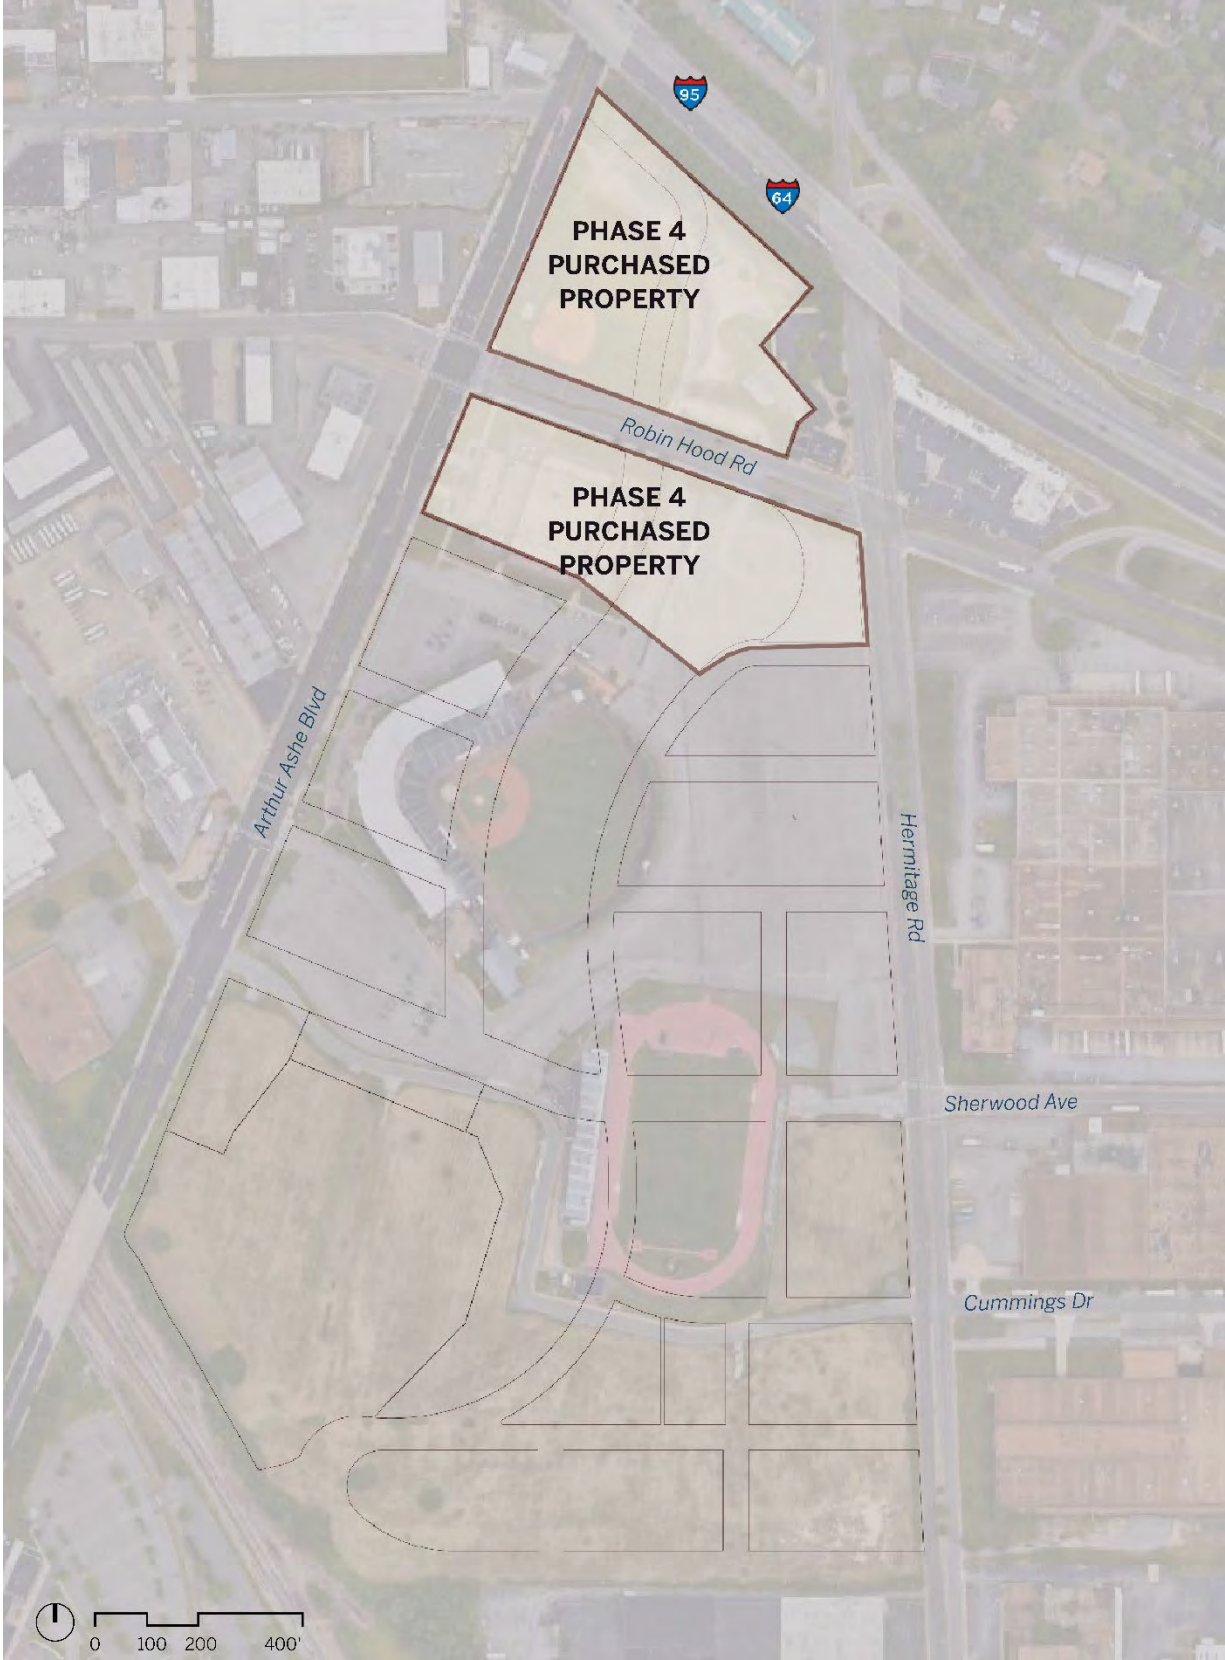 95
64
PHASE 4
PURCHASED
PROPERTY
Robin Hood Rd
PHASE 4
PURCHASED
PROPERTY
Arthur Ashe Blvd
Hermitage Rd
Sherwood Ave
Cummings Dr
0 100 200 400'